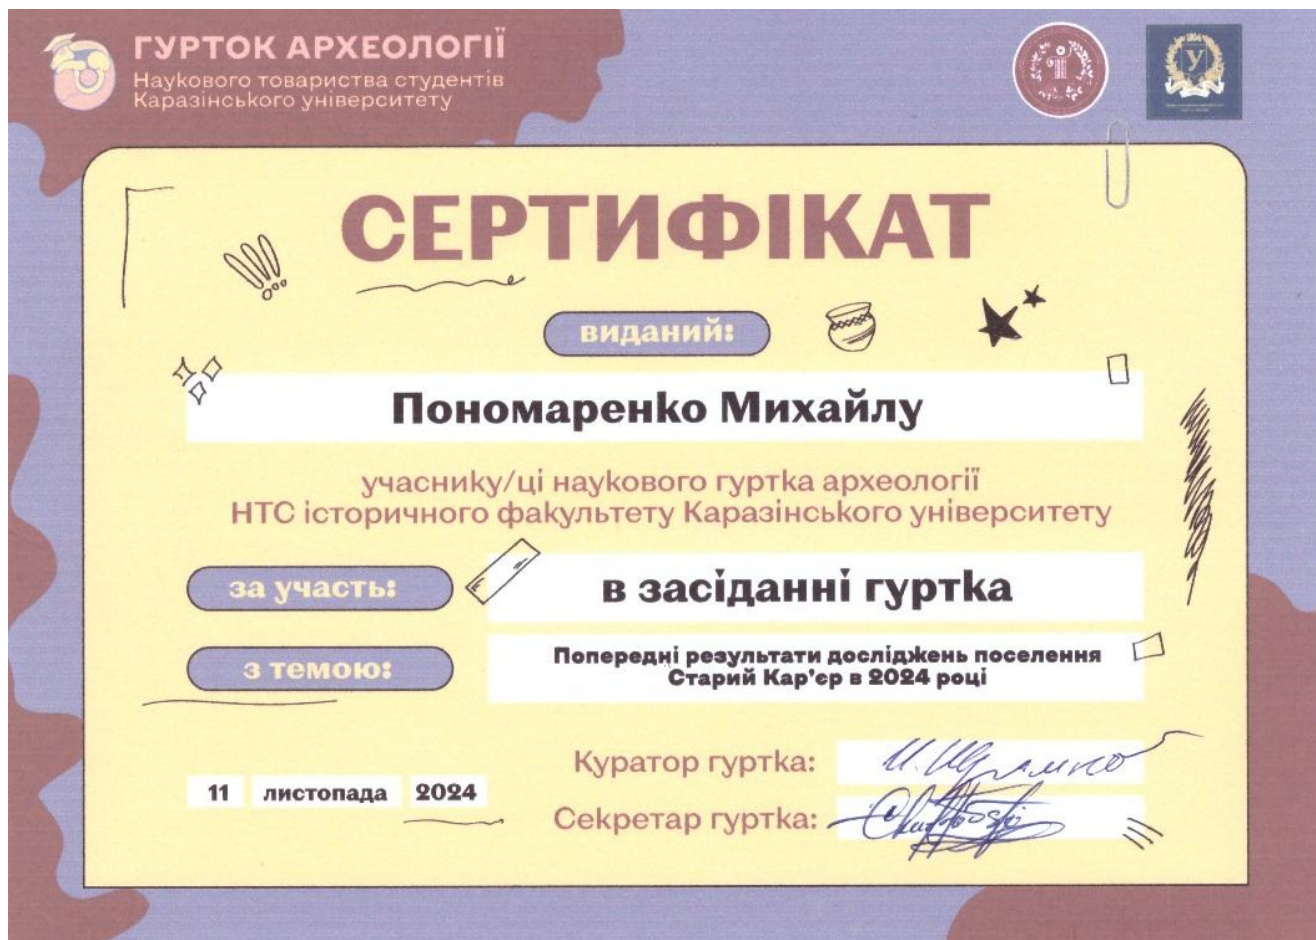 ГУРТОК АРХЕОЛОГІЇ
Наукового товариства студентів
Каразінського університету
СЕРТИФІКАТ
виданий:
Пономаренко Михайлу
учаснику/ці наукового гуртка археології
НТС історичного факультету Каразінського університету
за участь:
в засіданні гуртка
з темою:
Попередні результати досліджень поселення
Старий Кар'єр в 2024 році
11 листопада 2024
Куратор гуртка:
Секретар гуртка: